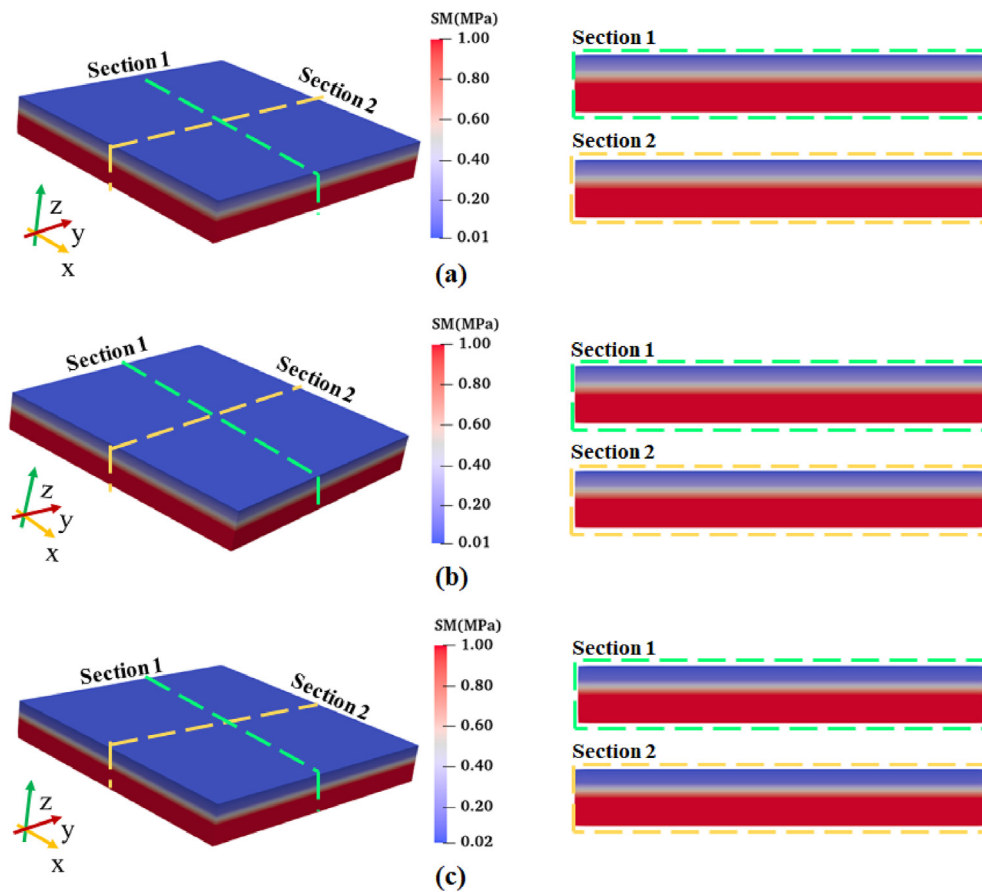 SM(MPa)
Section 1
Section 2
1.00
0.80
0.60
0.40
0.20
0.01
z
y
x
Section 1
Section 2
(a)
SM(MPa)
Section 1
Section 2
1.00
0.80
0.60
0.40
0.20
0.01
z
y
x
Section 1
Section 2
(b)
SM(MPa)
Section 1
Section 2
1.00
0.80
0.60
0.40
0.20
0.02
z
y
x
Section 1
Section 2
(c)